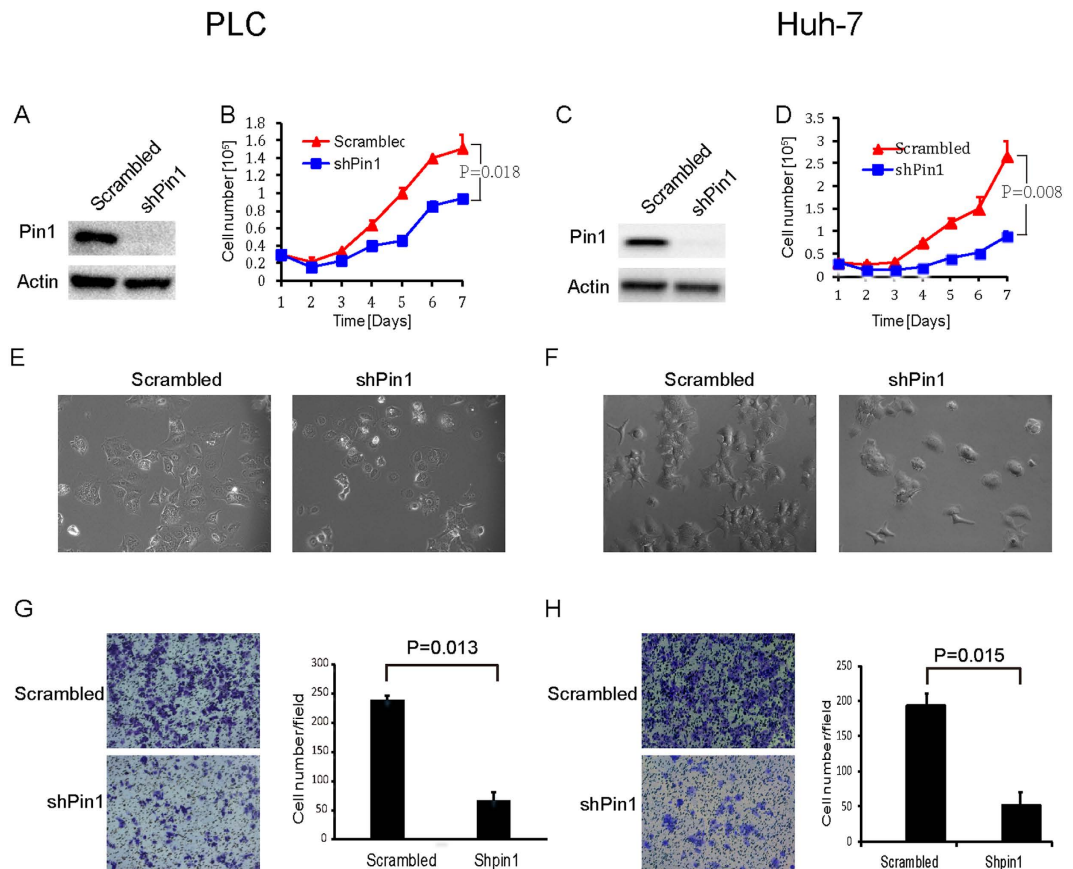 PLC
Huh-7
A
Scrambled
shPin1
Pin1
Actin
B
Cell number [10⁵]
1.8
1.6
1.4
1.2
1
0.8
0.6
0.4
0.2
Scrambled
shPin1
P=0.018
1 2 3 4 5 6 7
Time [Days]
C
Scrambled
shPin1
Pin1
Actin
D
Cell number [10⁵]
3.5
3
2.5
2
1.5
1
0.5
0
Scrambled
shPin1
P=0.008
1 2 3 4 5 6 7
Time [Days]
E
Scrambled
shPin1
F
Scrambled
shPin1
G
Scrambled
shPin1
P=0.013
Cell number/field
300
250
200
150
100
50
0
Scrambled
Shpin1
H
Scrambled
shPin1
P=0.015
Cell number/field
250
200
150
100
50
0
Scrambled
Shpin1